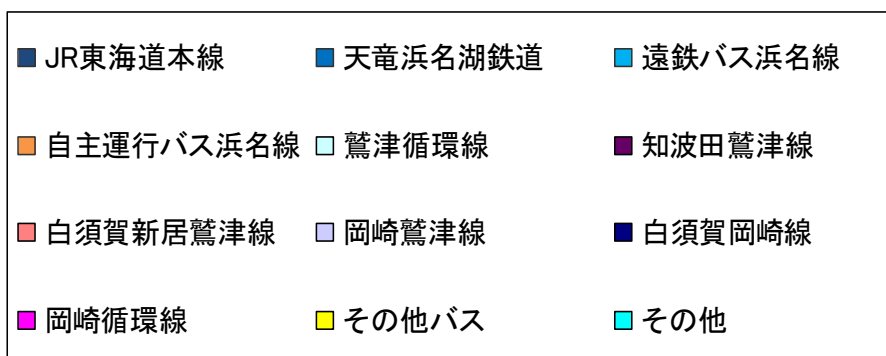 JR東海道本線 天竜浜名湖鉄道 遠鉄バス浜名線
自主運行バス浜名線 鷲津循環線 知波田鷲津線
白須賀新居鷲津線 岡崎鷲津線 白須賀岡崎線
岡崎循環線 その他バス その他